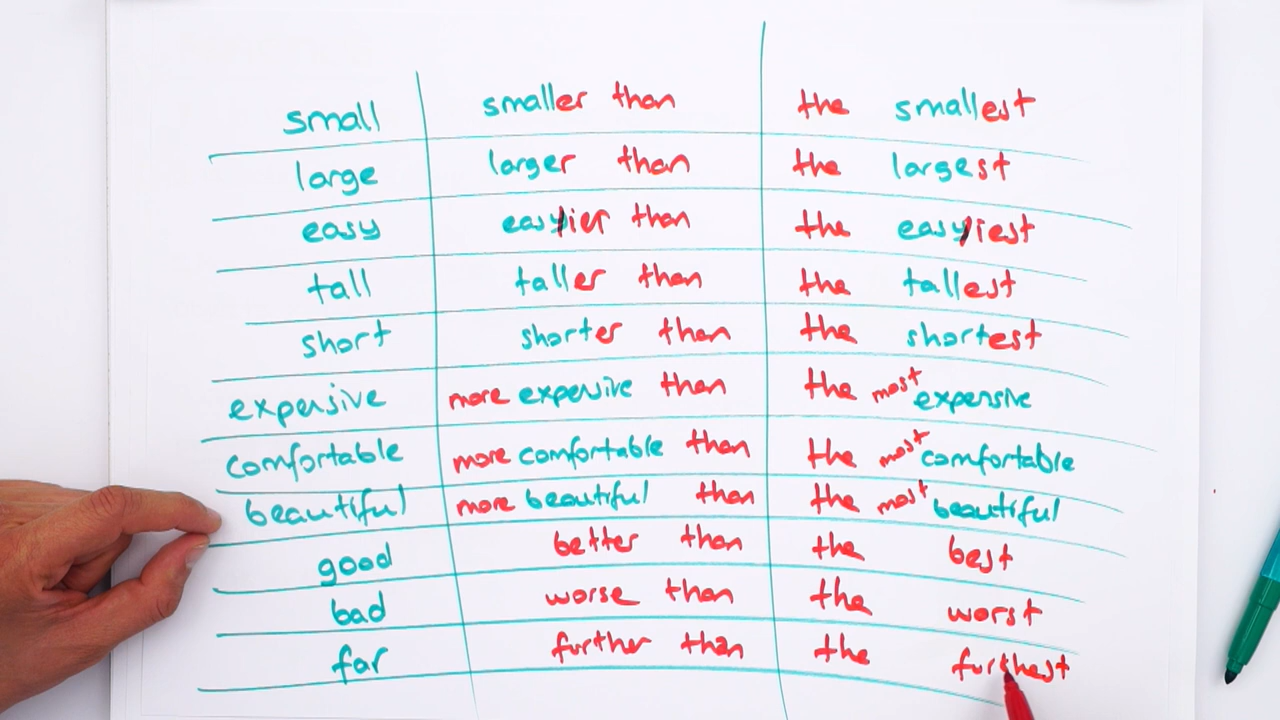 small smaller than the smallest
large larger than the largest
easy easyier than the easyiest
tall taller than the tallest
short shorter than the shortest
expensive more expensive than the most expensive
comfortable more comfortable than the most comfortable
beautiful more beautiful than the most beautiful
good better than the best
bad worse than the worst
far further than the furthest